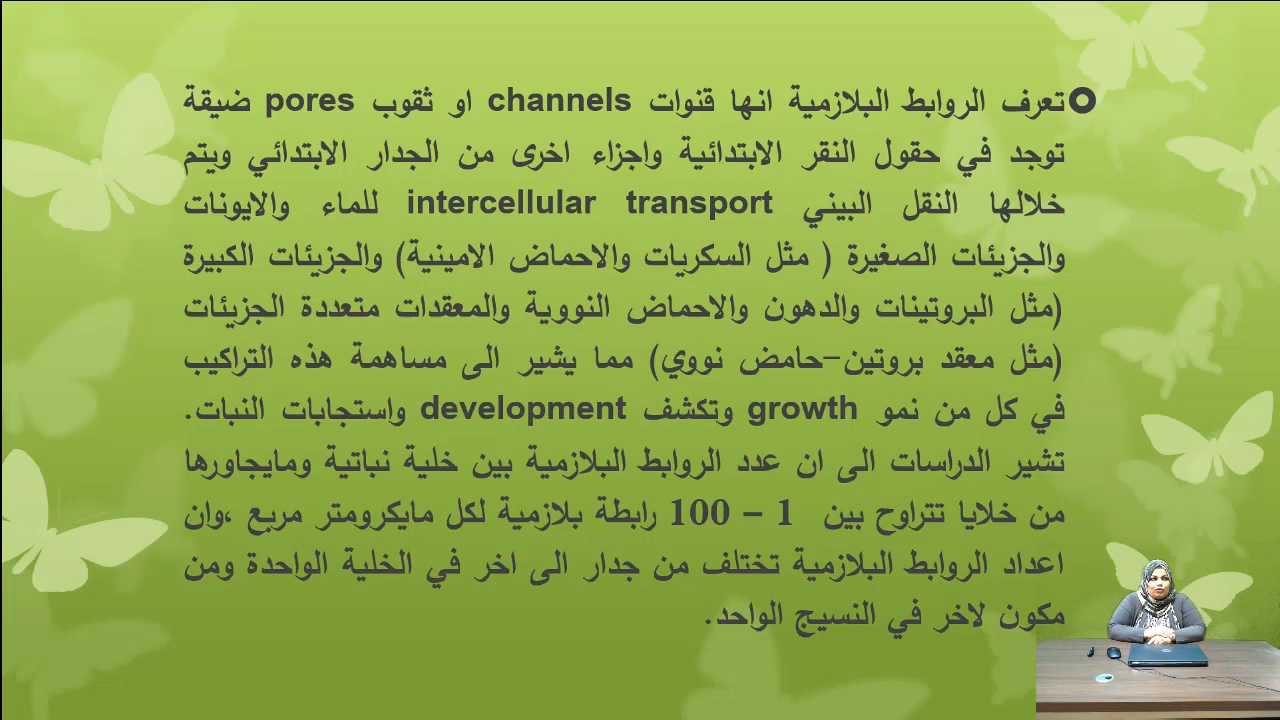 تعرف الروابط البلازمية انها قنوات channels او ثقوب pores ضيقة
توجد في حقول النقر الابتدائية واجزاء اخرى من الجدار الابتدائي ويتم
خلالها النقل البيني intercellular transport للماء والايونات
والجزيئات الصغيرة ( مثل السكريات والاحماض الامينية) والجزيئات الكبيرة
(مثل البروتينات والدهون والاحماض النووية والمعقدات متعددة الجزيئات
(مثل معقد بروتين–حامض نووي) مما يشير الى مساهمة هذه التراكيب
في كل من نمو growth وتكشف development واستجابات النبات.
تشير الدراسات الى ان عدد الروابط البلازمية بين خلية نباتية ومايجاورها
من خلايا تتراوح بين 1 – 100 رابطة بلازمية لكل مايكرومتر مربع ،وان
اعداد الروابط البلازمية تختلف من جدار الى اخر في الخلية الواحدة ومن
مكون لاخر في النسيج الواحد.